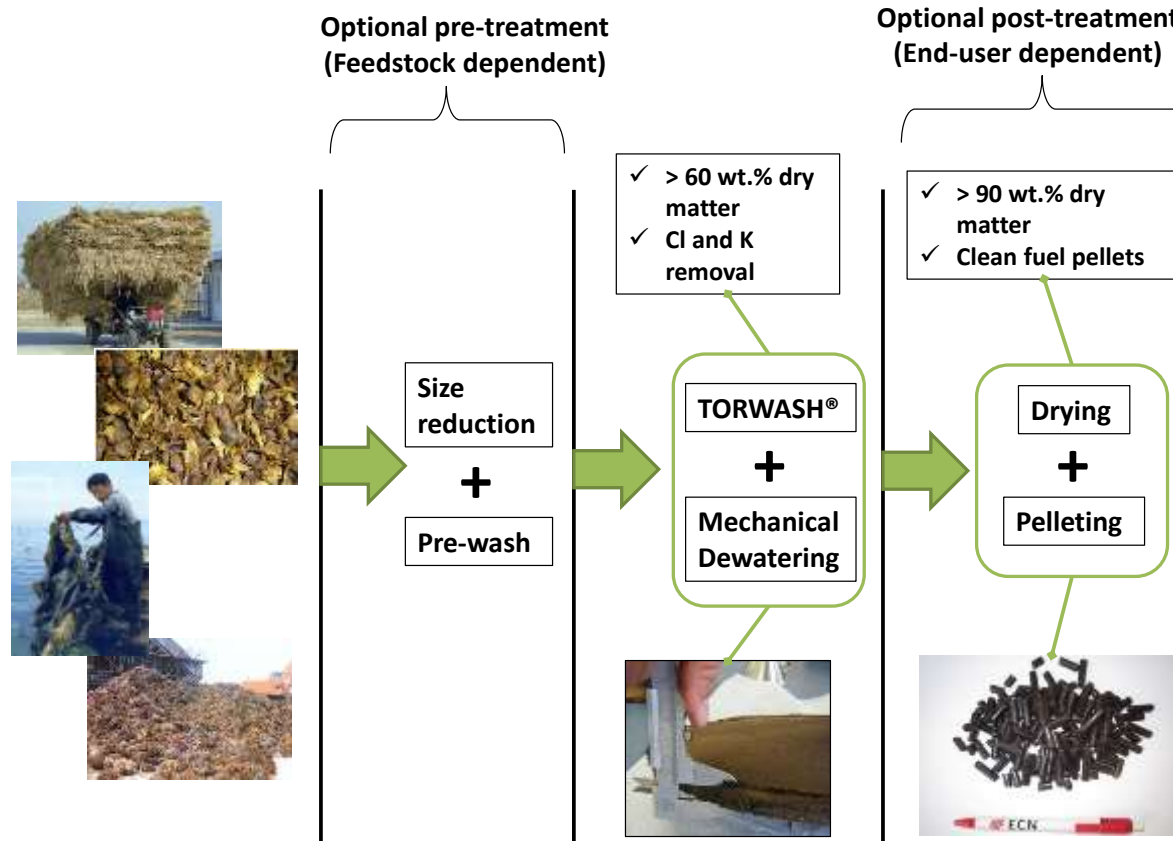 Optional pre-treatment
(Feedstock dependent)
Optional post-treatment
(End-user dependent)
✓ > 60 wt.% dry
matter
✓ Cl and K
removal
✓ > 90 wt.% dry
matter
✓ Clean fuel pellets
Size
reduction
+
Pre-wash
TORWASH®
+
Mechanical
Dewatering
Drying
+
Pelleting
ECN